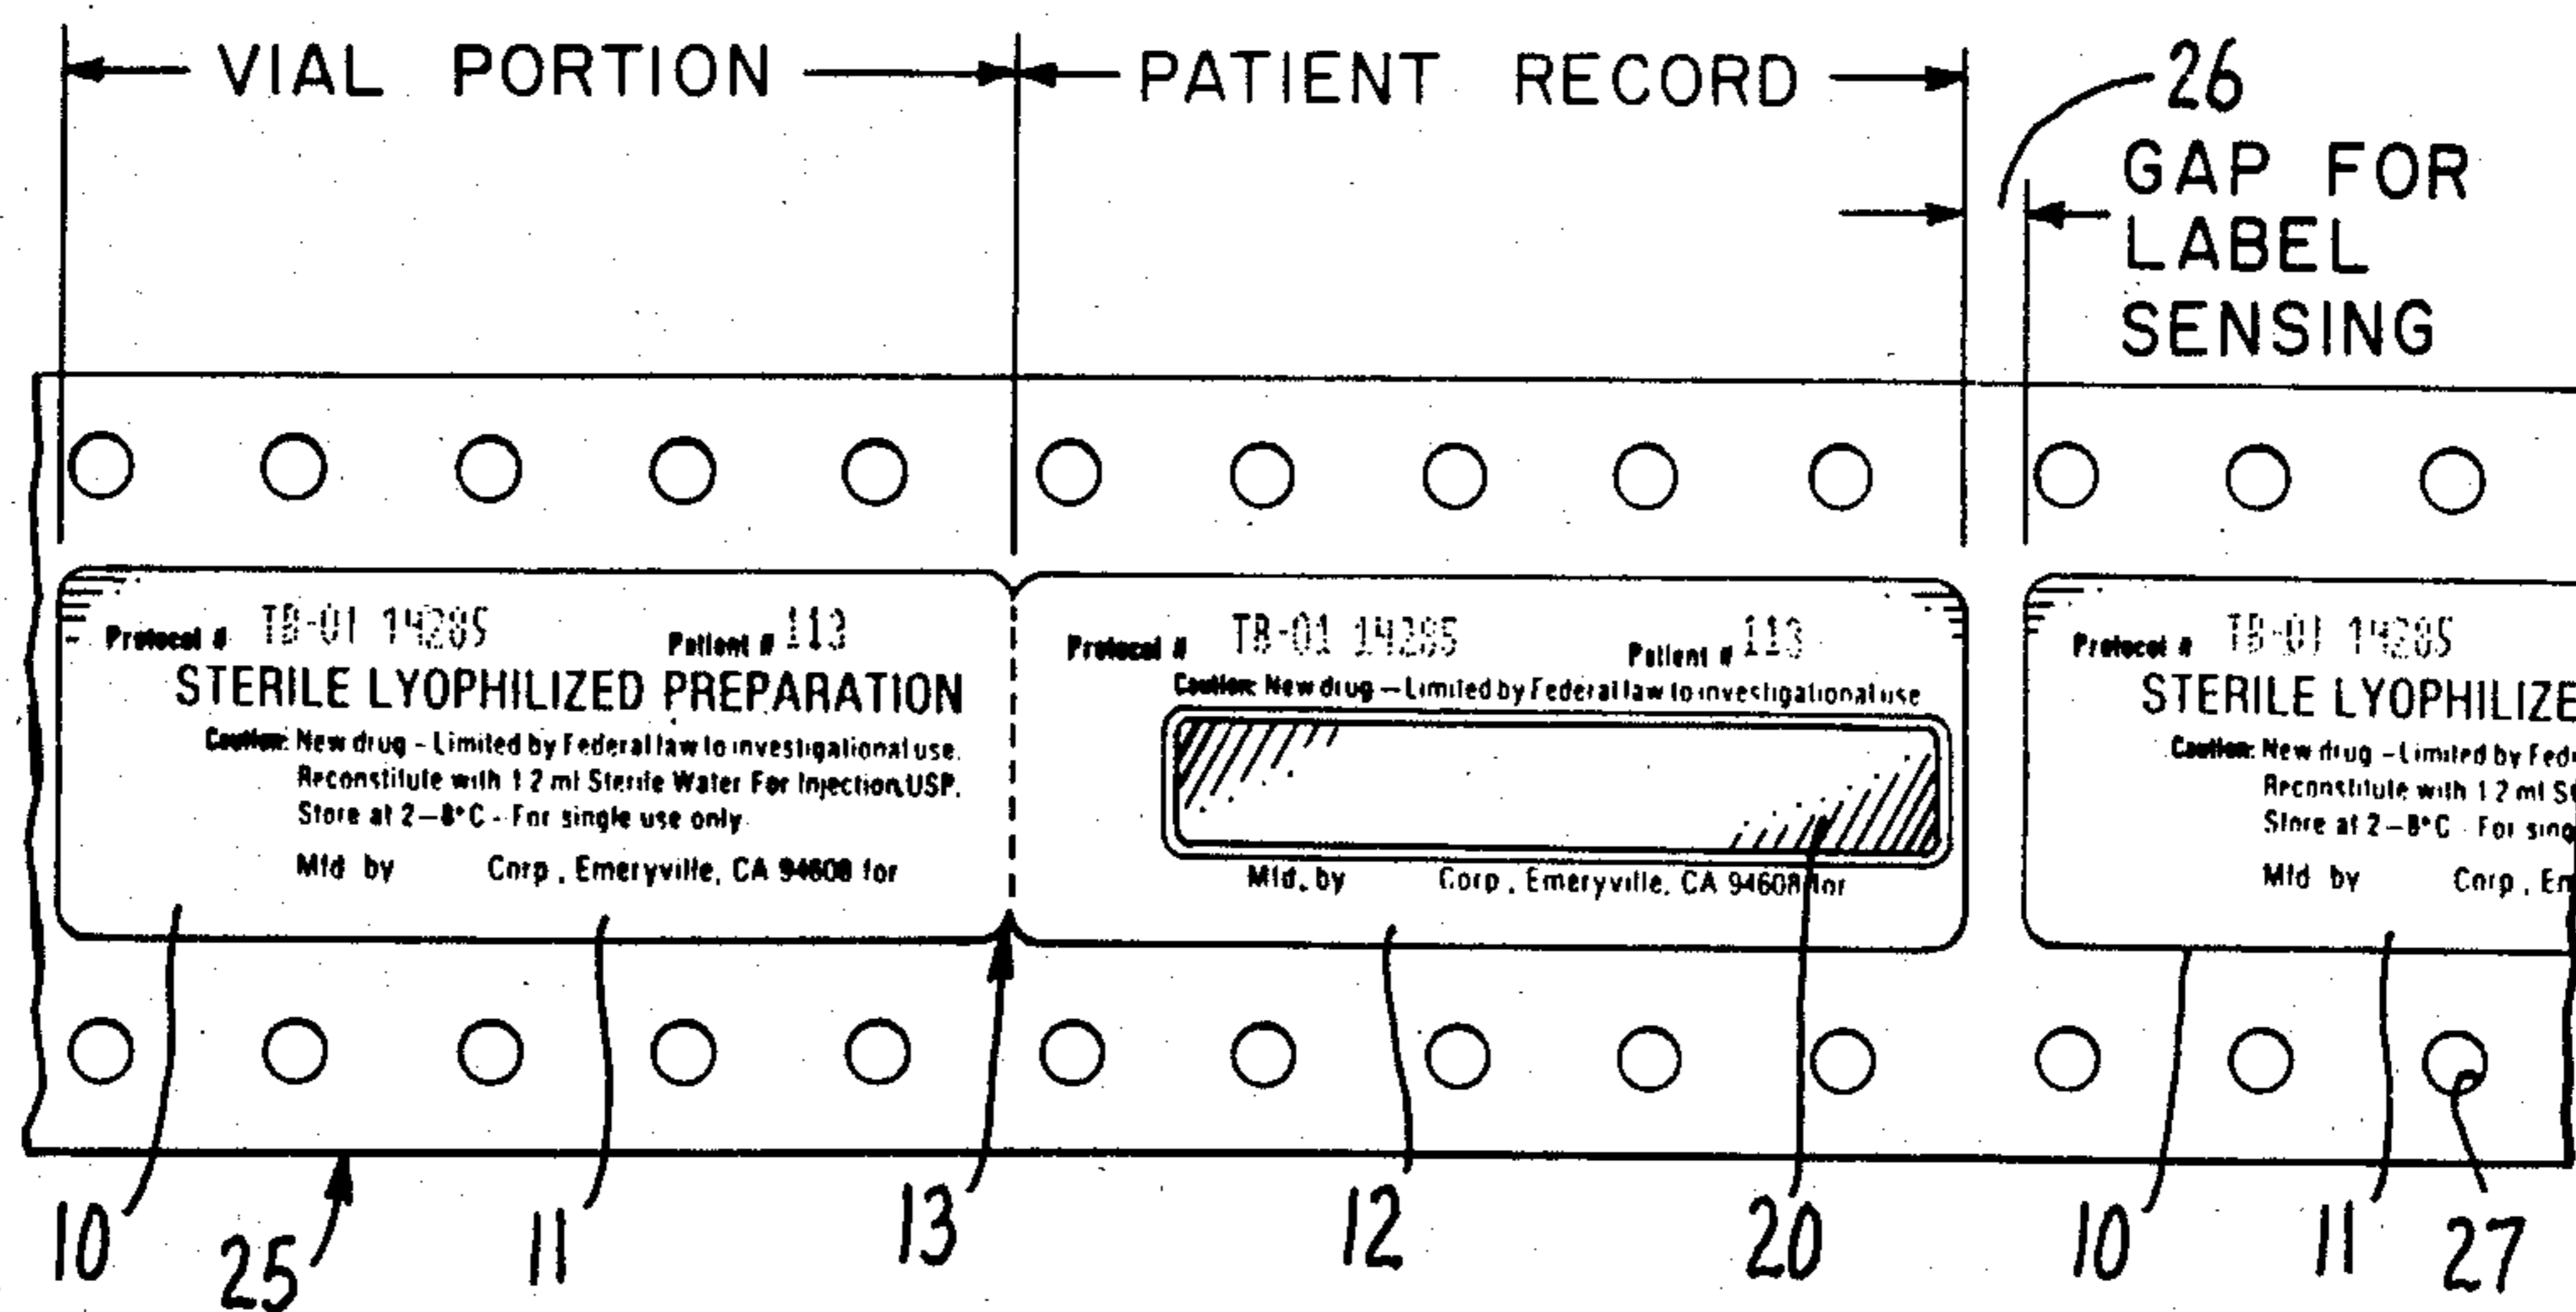 VIAL PORTION
PATIENT RECORD
26
GAP FOR
LABEL
SENSING
Protocol # TB-01 14285 Patient # 113
STERILE LYOPHILIZED PREPARATION
Caution: New drug - Limited by Federal law to investigational use.
Reconstitute with 1 2 ml Sterile Water For Injection, USP.
Store at 2–8°C - For single use only
Mfd by Corp., Emeryville, CA 94608 for
Protocol # TB-01 14285 Patient # 113
Caution: New drug – Limited by Federal law to investigational use
Mfd. by Corp., Emeryville, CA 94608 for
Protocol # TB-01 14285
STERILE LYOPHILIZE
Caution: New drug – Limited by Fed
Reconstitute with 1 2 ml St
Store at 2–8°C - For sing
Mfd by Corp., Em
10 25 11 13 12 20 10 11 27